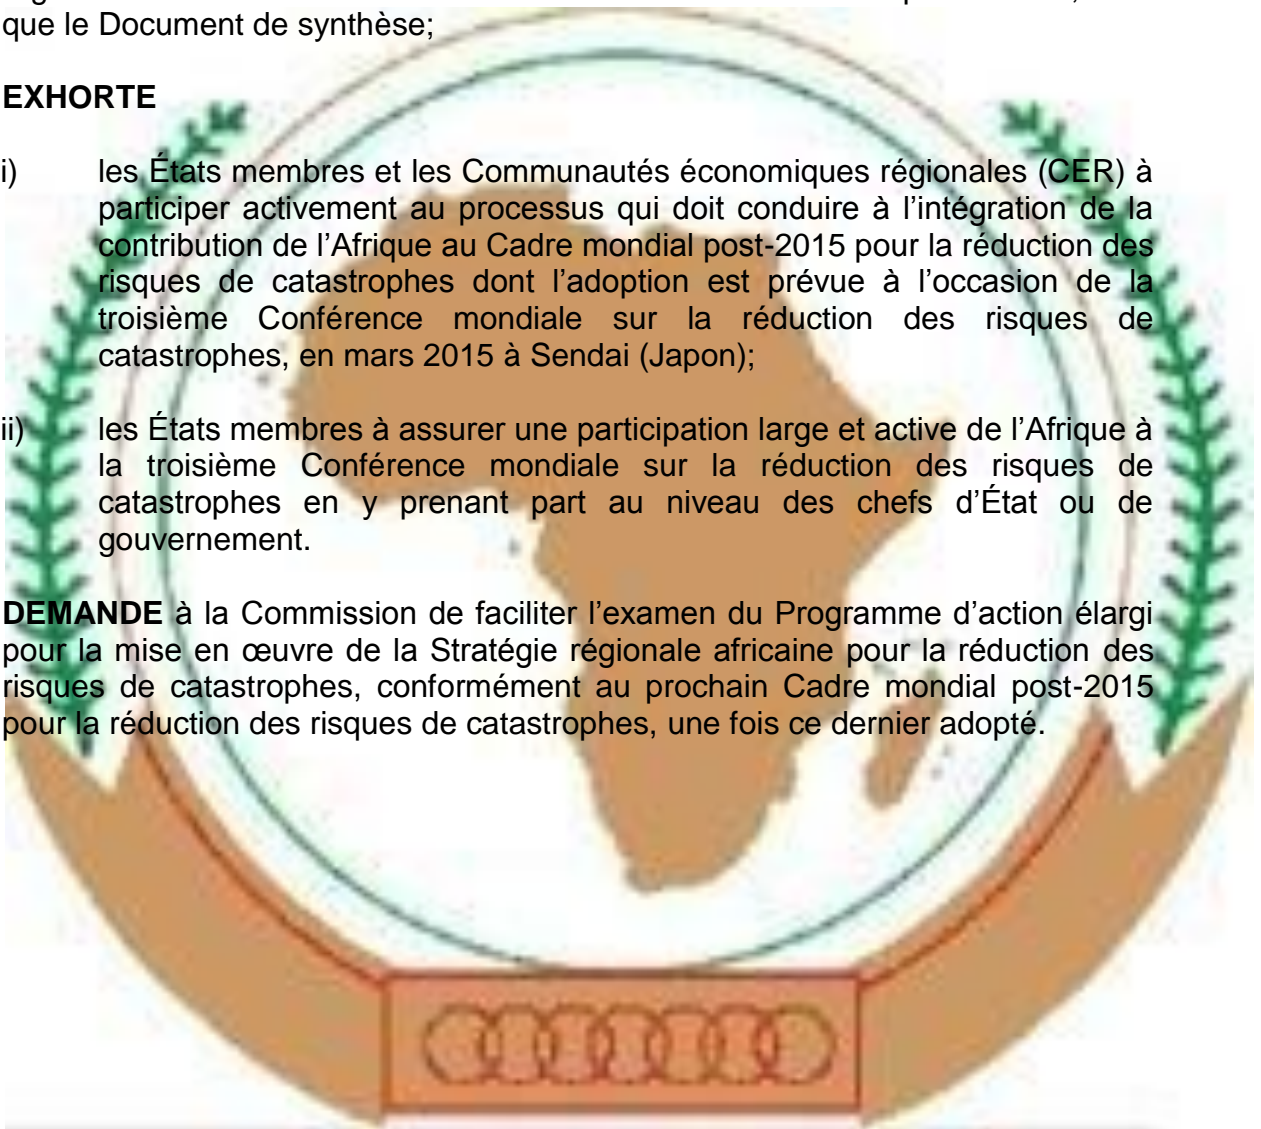 que le Document de synthèse;
EXHORTE
i) les États membres et les Communautés économiques régionales (CER) à
participer activement au processus qui doit conduire à l’intégration de la
contribution de l’Afrique au Cadre mondial post-2015 pour la réduction des
risques de catastrophes dont l’adoption est prévue à l’occasion de la
troisième Conférence mondiale sur la réduction des risques de
catastrophes, en mars 2015 à Sendai (Japon);
ii) les États membres à assurer une participation large et active de l’Afrique à
la troisième Conférence mondiale sur la réduction des risques de
catastrophes en y prenant part au niveau des chefs d’État ou de
gouvernement.
DEMANDE à la Commission de faciliter l’examen du Programme d’action élargi
pour la mise en œuvre de la Stratégie régionale africaine pour la réduction des
risques de catastrophes, conformément au prochain Cadre mondial post-2015
pour la réduction des risques de catastrophes, une fois ce dernier adopté.